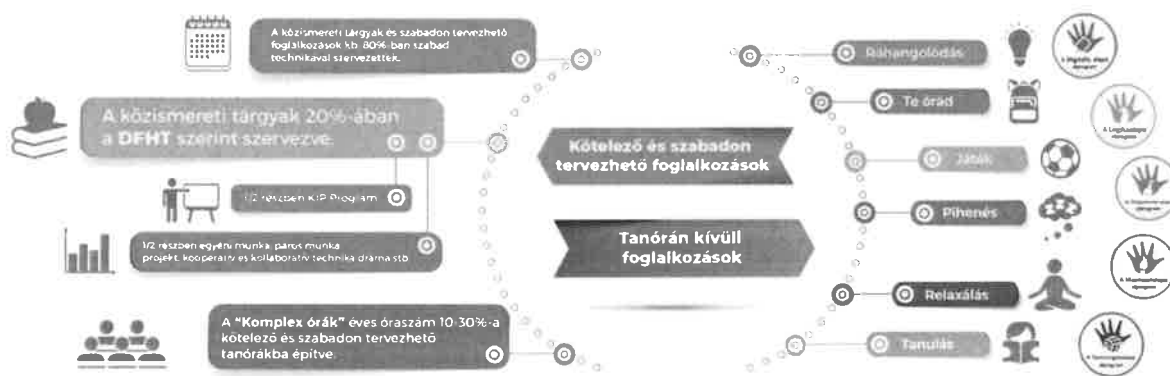 A közismereti tárgyak és szabadon tervezhető
foglalkozások kb. 80%-ban szabad
technikával szervezettek.
A közismereti tárgyak 20%-ában
a DFHT szerint szervezve.
1/2 részben KIP Program
1/2 részben egyéni munka, páros munka
projekt, kooperatív és kollaboratív technika dráma stb.
A "Komplex órák" éves óraszám 10-30%-a
kötelező és szabadon tervezhető
tanórákba építve.
Kötelező és szabadon
tervezhető foglalkozások
Tanórán kívüll
foglalkozások
Ráhangolódás
Te órád
Játék
Pihenés
Relaxálás
Tanulás